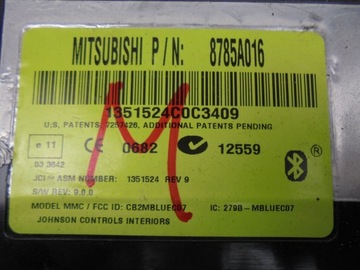 MITSUBISHI P/N: 8785A016
1351524C0C3409
U.S. PATENTS: 7257426, ADDITIONAL PATENTS PENDING
e 11 CE 0682 N 12559 ®
03 3642
JCI - ASM NUMBER: 1351524 REV 9
S/W REV: 9.0.0
MODEL MMC / FCC ID: CB2MBLUEC07 IC: 279B-MBLUEC07
JOHNSON CONTROLS INTERIORS
M